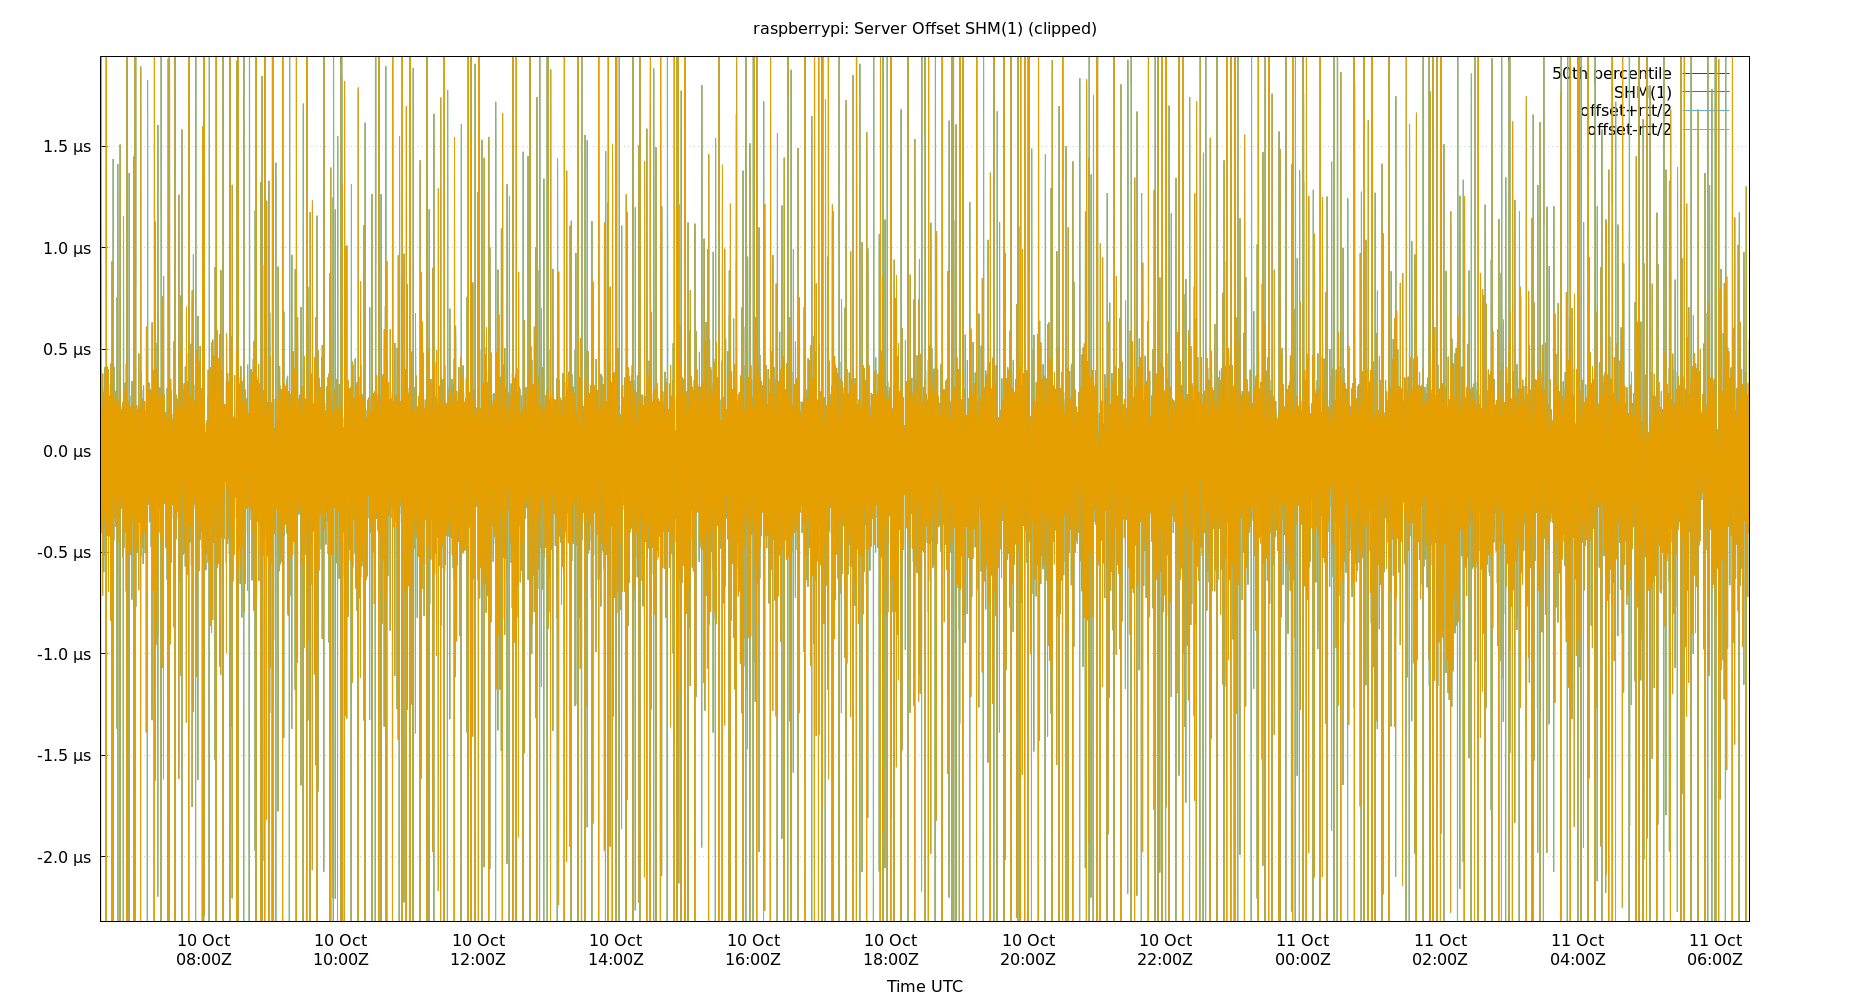 raspberrypi: Server Offset SHM(1) (clipped)
50th percentile
SHM(1)
offset+rtt/2
offset-rtt/2
1.5 µs
1.0 µs
0.5 µs
0.0 µs
-0.5 µs
-1.0 µs
-1.5 µs
-2.0 µs
10 Oct 10 Oct 10 Oct 10 Oct 10 Oct 10 Oct 10 Oct 10 Oct 11 Oct 11 Oct 11 Oct 11 Oct
08:00Z 10:00Z 12:00Z 14:00Z 16:00Z 18:00Z 20:00Z 22:00Z 00:00Z 02:00Z 04:00Z 06:00Z
Time UTC